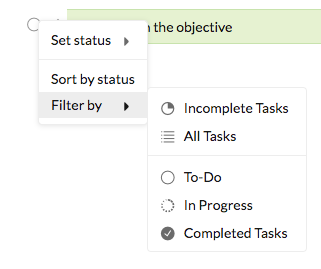 n the objective
Set status
Sort by status
Filter by
Incomplete Tasks
All Tasks
To-Do
In Progress
Completed Tasks